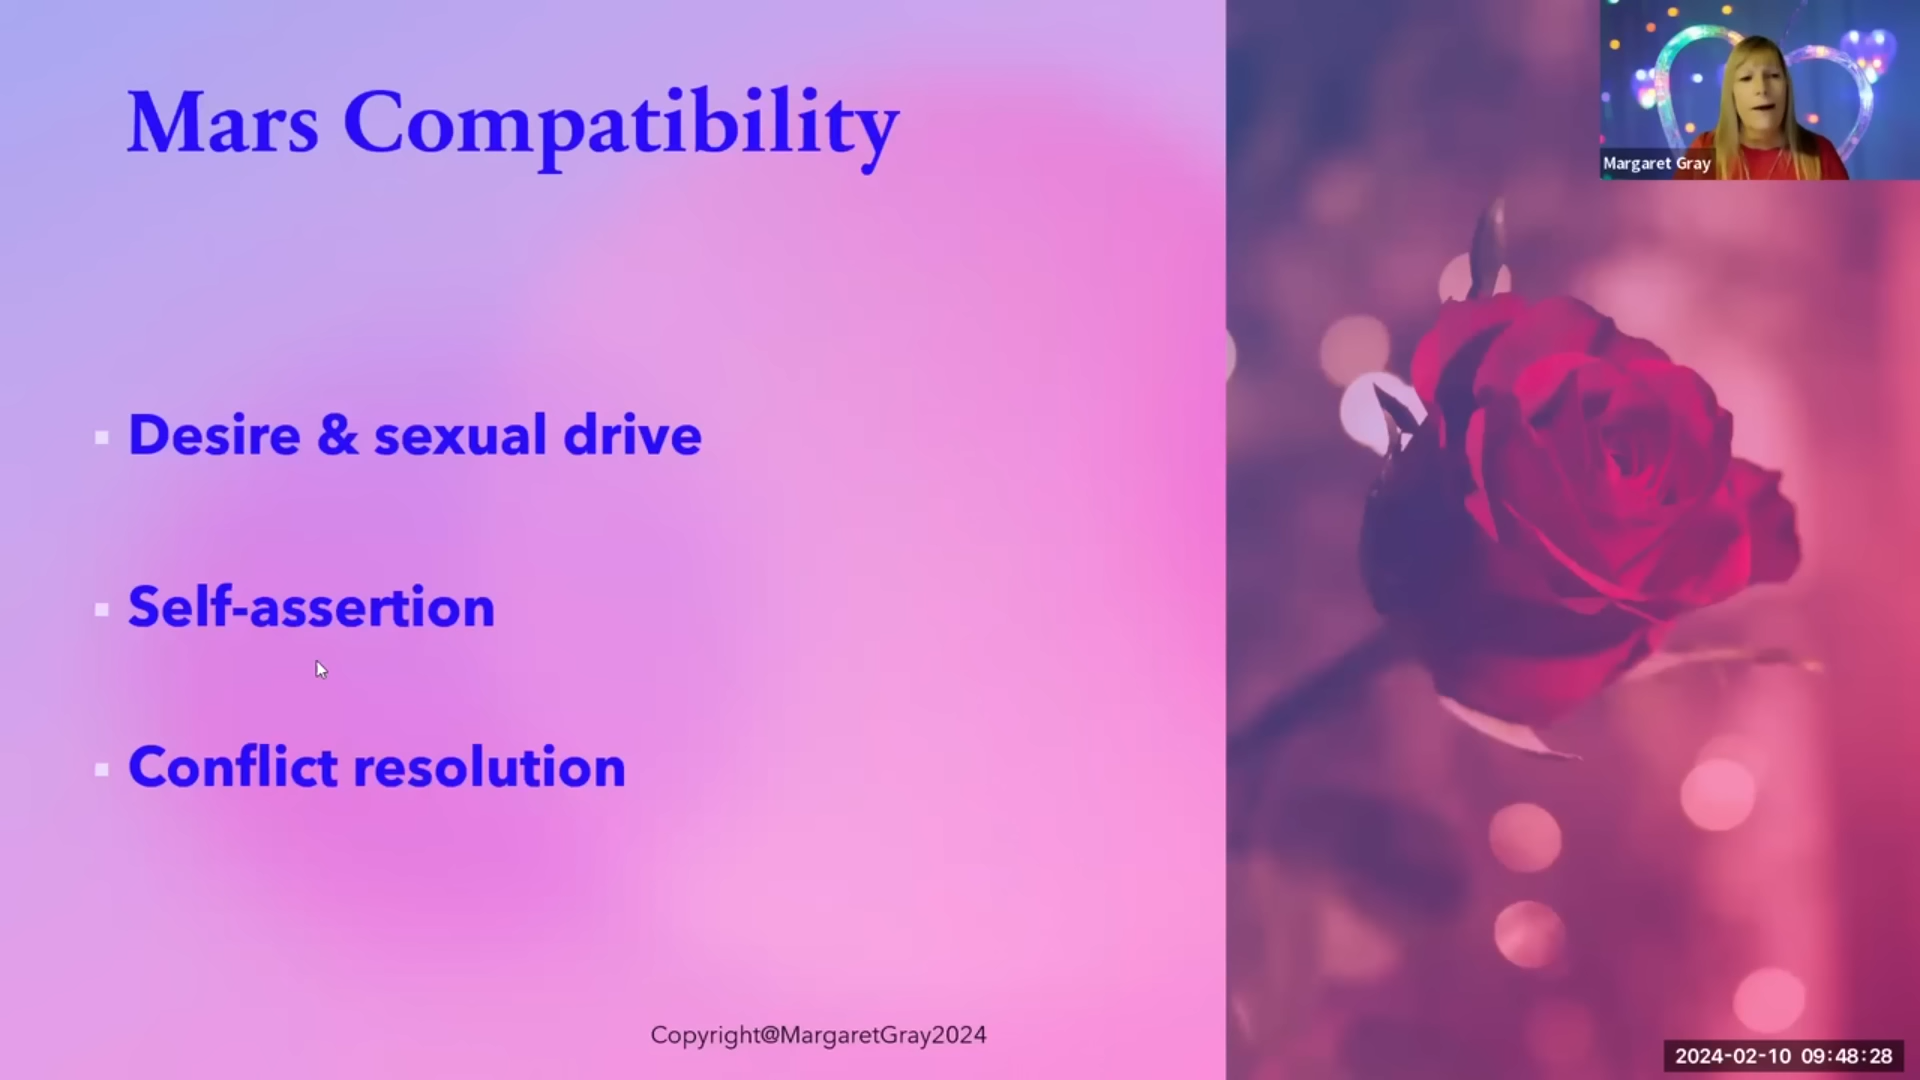 Mars Compatibility
Margaret Gray
Desire & sexual drive
Self-assertion
Conflict resolution
Copyright@MargaretGray2024
2024-02-10 09:48:28